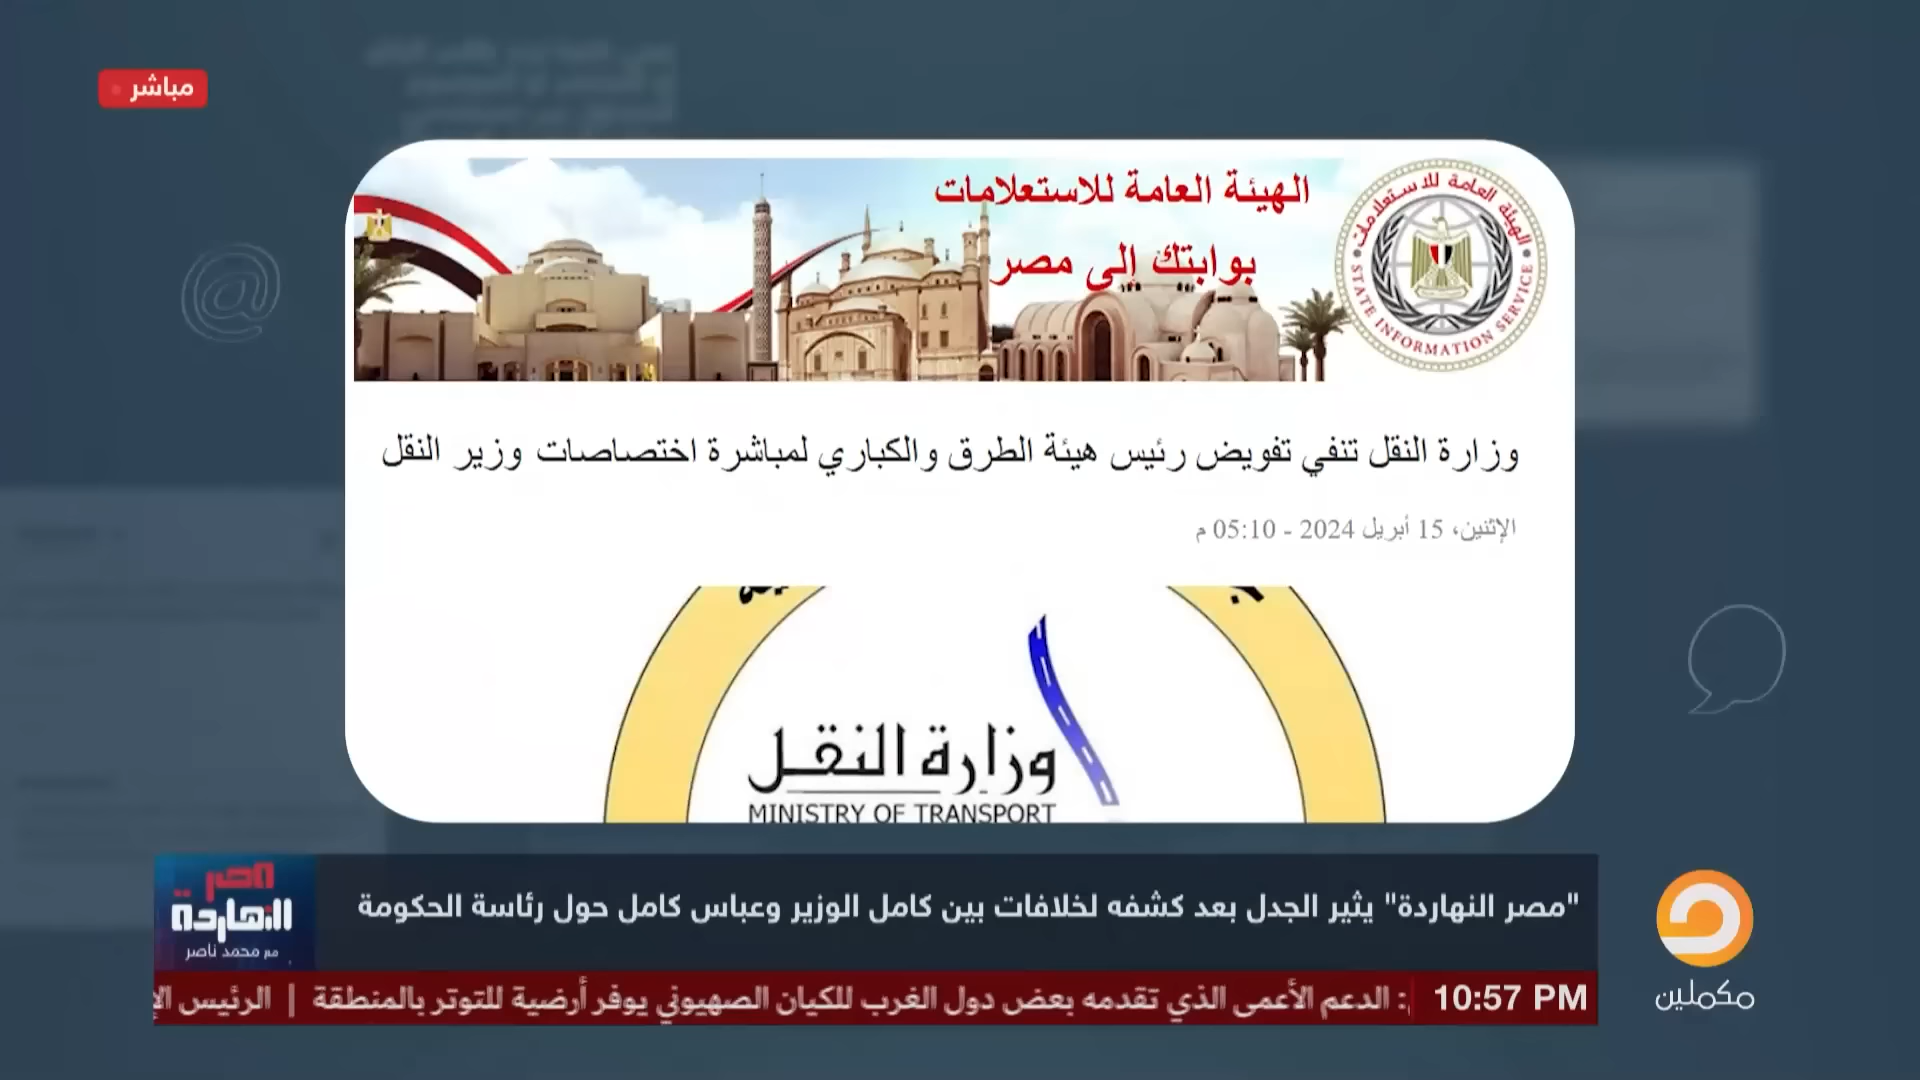 مباشر
الهيئة العامة للاستعلامات
بوابتك إلى مصر
الهيئة العامة للاستعلامات
STATE INFORMATION SERVICE
وزارة النقل تنفي تفويض رئيس هيئة الطرق والكباري لمباشرة اختصاصات وزير النقل
الإثنين، 15 أبريل 2024 - 05:10 م
وزارة النقل
MINISTRY OF TRANSPORT
"مصر النهاردة" يثير الجدل بعد كشفه لخلافات بين كامل الوزير وعباس كامل حول رئاسة الحكومة
مصر
النهاردة
مع محمد ناصر
مكملين
10:57 PM
: الدعم الأعمى الذي تقدمه بعض دول الغرب للكيان الصهيوني يوفر أرضية للتوتر بالمنطقة | الرئيس